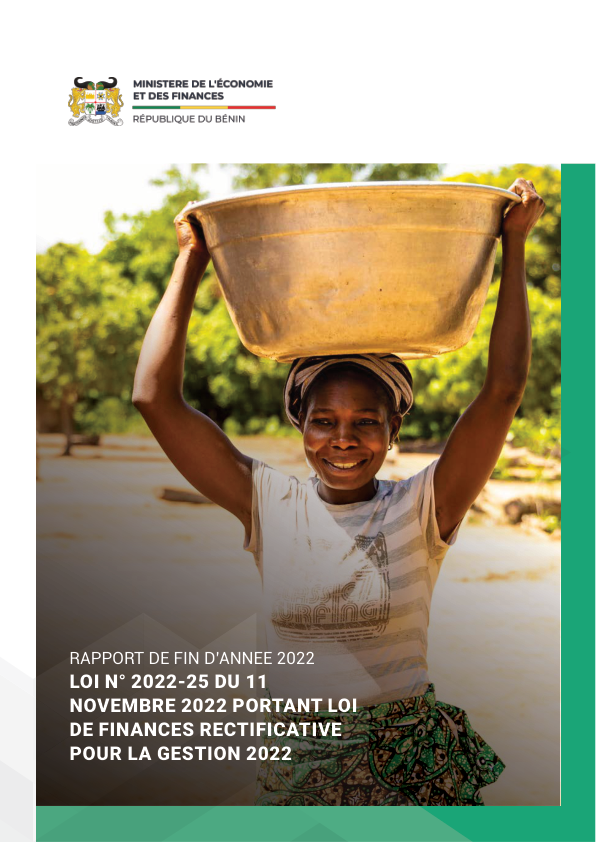 MINISTERE DE L'ÉCONOMIE
ET DES FINANCES
RÉPUBLIQUE DU BÉNIN
RAPPORT DE FIN D'ANNEE 2022
LOI N° 2022-25 DU 11
NOVEMBRE 2022 PORTANT LOI
DE FINANCES RECTIFICATIVE
POUR LA GESTION 2022